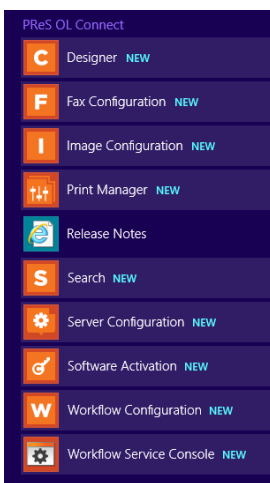 PReS OL Connect
C Designer NEW
F Fax Configuration NEW
I Image Configuration NEW
Print Manager NEW
Release Notes
S Search NEW
Server Configuration NEW
Software Activation NEW
W Workflow Configuration NEW
Workflow Service Console NEW